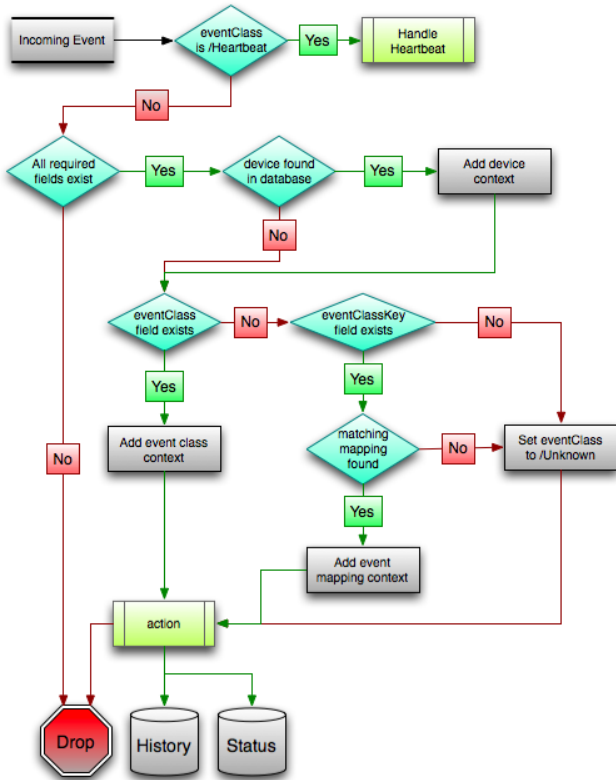 Incoming Event
eventClass
is /Heartbeat
Yes
Handle
Heartbeat
No
All required
fields exist
Yes
device found
in database
Yes
Add device
context
No
eventClass
field exists
No
eventClassKey
field exists
No
Yes
Yes
Add event class
context
matching
mapping
found
No
Set eventClass
to /Unknown
No
Yes
Add event
mapping context
action
Drop
History
Status